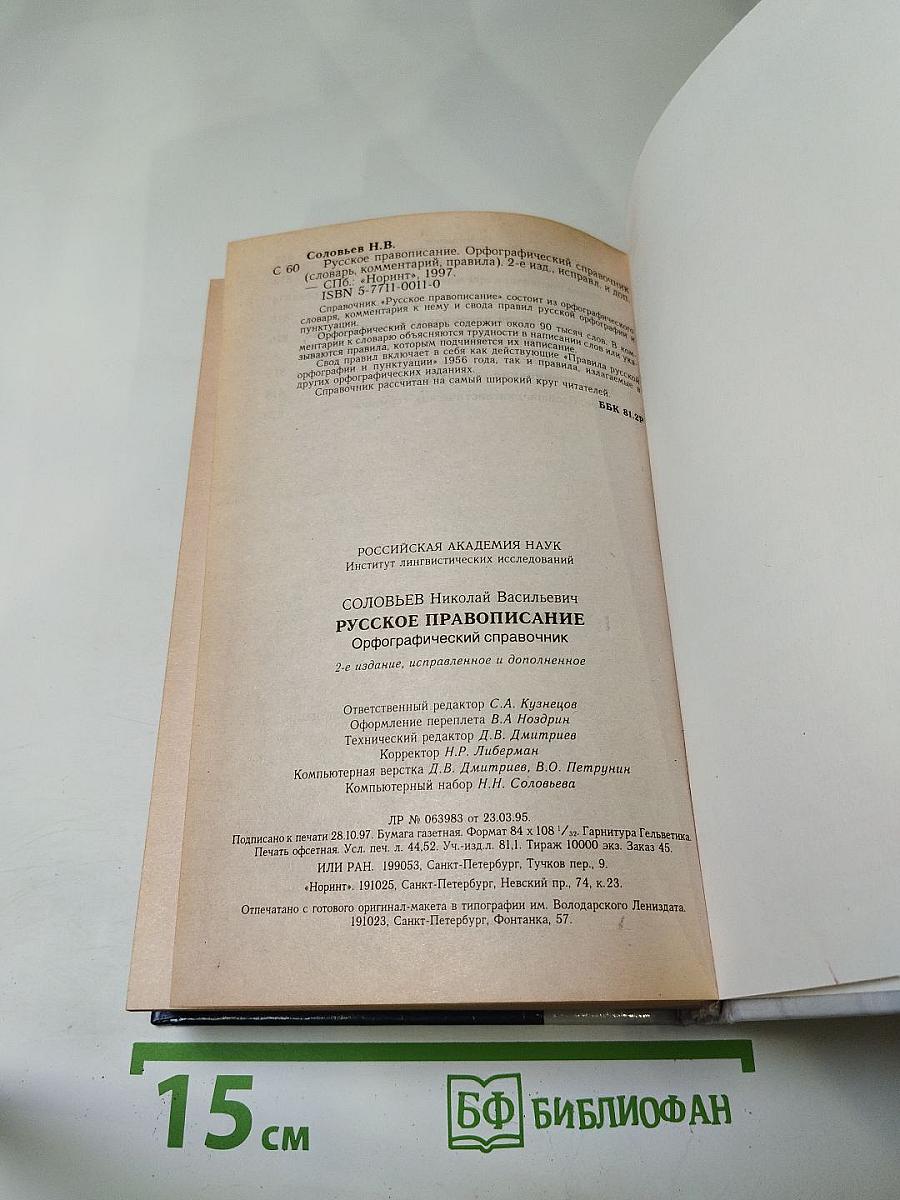 Соловьев Н.В.
С 60 Русское правописание. Орфографический справочник
(словарь, комментарий, правила). 2-е изд., исправл. и доп.
— СПб.: «Норинт», 1997.
ISBN 5-7711-0011-0
Справочник «Русское правописание» состоит из орфографического
словаря, комментария к нему и свода правил русской орфографии и
пунктуации.
Орфографический словарь содержит около 90 тысяч слов. В ком-
ментарии к словарю объясняются трудности в написании слов или ука-
зываются правила, которым подчиняется их написание.
Свод правил включает в себя как действующие «Правила русской
орфографии и пунктуации» 1956 года, так и правила, излагаемые в
других орфографических изданиях.
Справочник рассчитан на самый широкий круг читателей.
ББК 81.2Р
РОССИЙСКАЯ АКАДЕМИЯ НАУК
Институт лингвистических исследований
СОЛОВЬЕВ Николай Васильевич
РУССКОЕ ПРАВОПИСАНИЕ
Орфографический справочник
2-е издание, исправленное и дополненное
Ответственный редактор С.А. Кузнецов
Оформление переплета В.А Ноздрин
Технический редактор Д.В. Дмитриев
Корректор Н.Р. Либерман
Компьютерная верстка Д.В. Дмитриев, В.О. Петрунин
Компьютерный набор Н.Н. Соловьева
ЛР № 063983 от 23.03.95.
Подписано к печати 28.10.97. Бумага газетная. Формат 84 х 108 1/32. Гарнитура Гельветика.
Печать офсетная. Усл. печ. л. 44,52. Уч.-изд.л. 81,1. Тираж 10000 экз. Заказ 45.
ИЛИ РАН. 199053, Санкт-Петербург, Тучков пер., 9.
«Норинт». 191025, Санкт-Петербург, Невский пр., 74, к.23.
Отпечатано с готового оригинал-макета в типографии им. Володарского Лениздата.
191023, Санкт-Петербург, Фонтанка, 57.
15 см
БФ БИБЛИОФАН